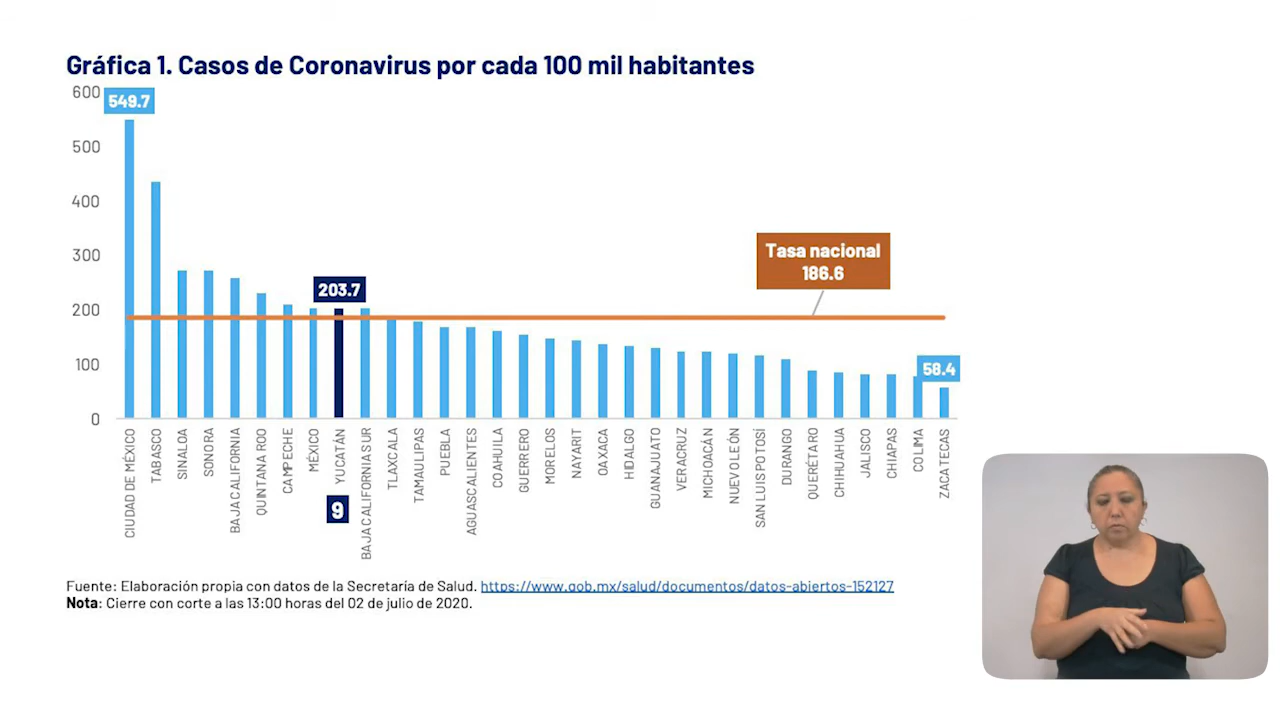 Gráfica 1. Casos de Coronavirus por cada 100 mil habitantes
600
500
400
300
200
100
0
549.7
203.7
Tasa nacional
186.6
58.4
CIUDAD DE MÉXICO
TABASCO
SINALOA
SONORA
BAJA CALIFORNIA
QUINTANA ROO
CAMPECHE
MÉXICO
YUCATÁN
BAJA CALIFORNIA SUR
TLAXCALA
TAMAULIPAS
PUEBLA
AGUASCALIENTES
COAHUILA
GUERRERO
MORELOS
NAYARIT
OAXACA
HIDALGO
GUANAJUATO
VERACRUZ
MICHOACÁN
NUEVO LEÓN
SAN LUIS POTOSÍ
DURANGO
QUERÉTARO
CHIHUAHUA
JALISCO
CHIAPAS
COLIMA
ZACATECAS
9
Fuente: Elaboración propia con datos de la Secretaría de Salud. https://www.gob.mx/salud/documentos/datos-abiertos-152127
Nota: Cierre con corte a las 13:00 horas del 02 de julio de 2020.